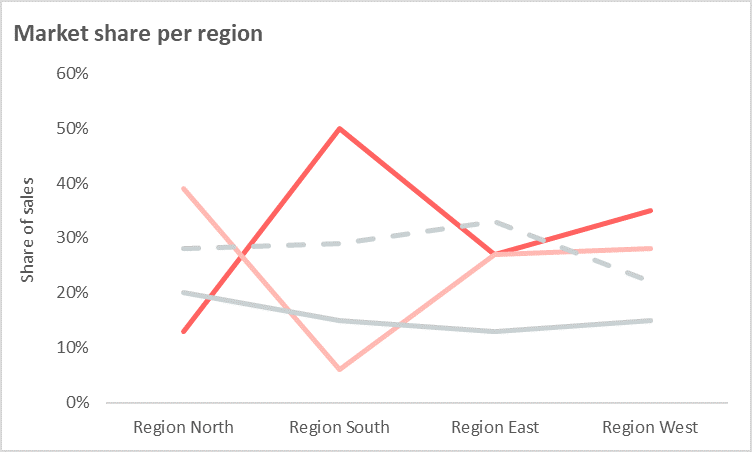 Market share per region
60%
50%
40%
30%
20%
10%
0%
Share of sales
Region North
Region South
Region East
Region West